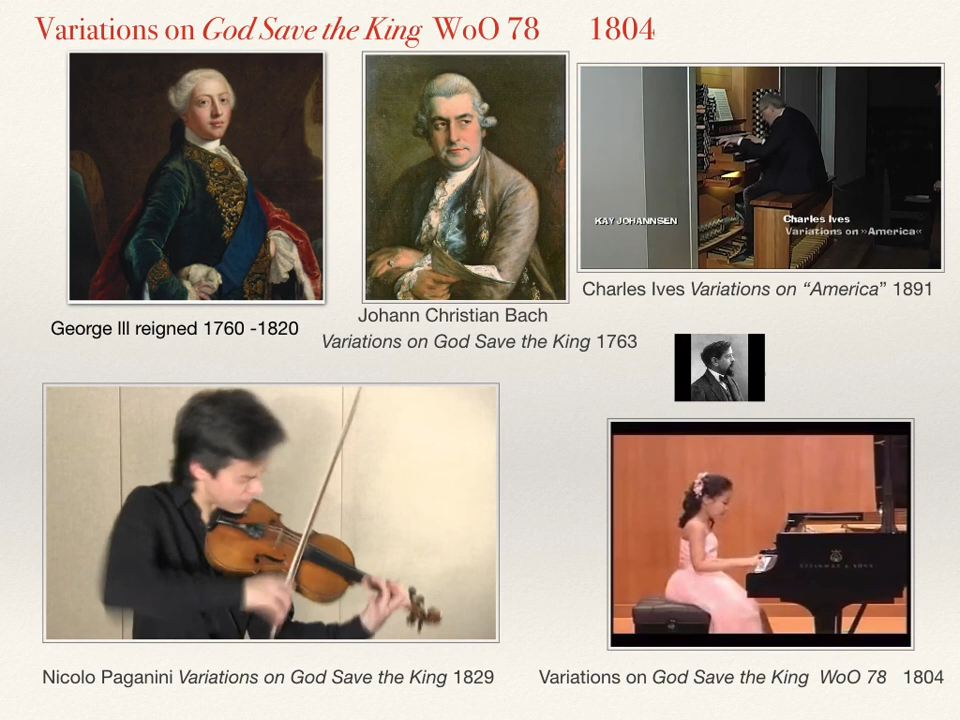 Variations on God Save the King WoO 78 1804
KAY JOHANNSEN
Charles Ives
Variations on »America«
Charles Ives Variations on “America” 1891
George lll reigned 1760 -1820
Johann Christian Bach
Variations on God Save the King 1763
STEINWAY & SONS
Nicolo Paganini Variations on God Save the King 1829
Variations on God Save the King WoO 78 1804